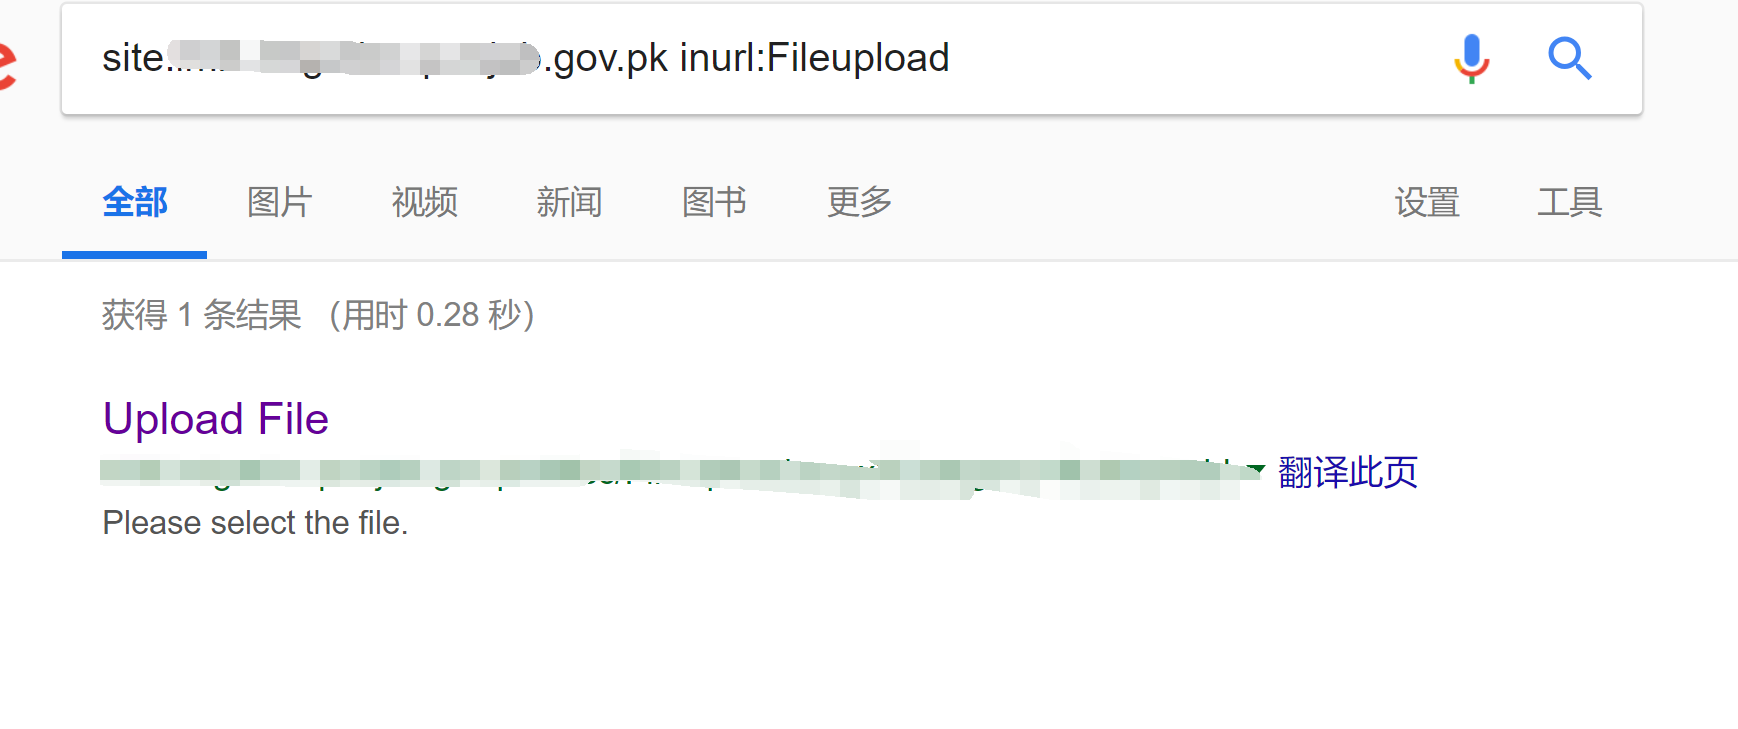 site .gov.pk inurl:Fileupload
全部 图片 视频 新闻 图书 更多 设置 工具
获得 1 条结果 （用时 0.28 秒）
Upload File
翻译此页
Please select the file.